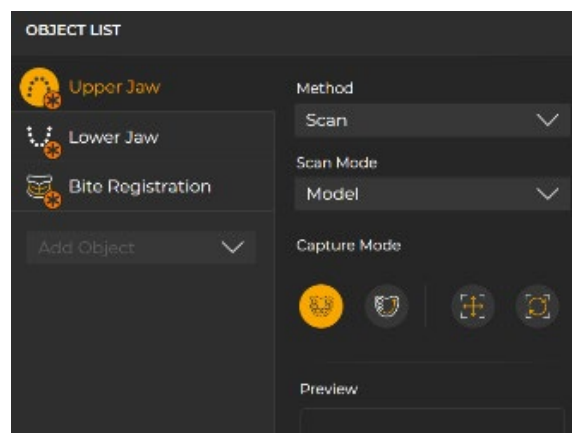 OBJECT LIST
Upper Jaw
Lower Jaw
Bite Registration
Add Object
Method
Scan
Scan Mode
Model
Capture Mode
Preview